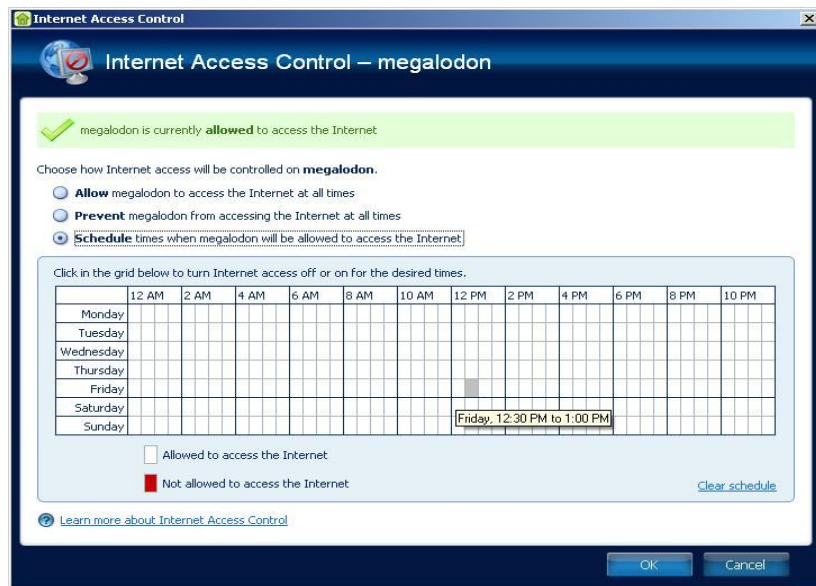 Internet Access Control
Internet Access Control – megalodon
megalodon is currently allowed to access the Internet
Choose how Internet access will be controlled on megalodon.
Allow megalodon to access the Internet at all times
Prevent megalodon from accessing the Internet at all times
Schedule times when megalodon will be allowed to access the Internet
Click in the grid below to turn Internet access off or on for the desired times.
12 AM 2 AM 4 AM 6 AM 8 AM 10 AM 12 PM 2 PM 4 PM 6 PM 8 PM 10 PM
Monday
Tuesday
Wednesday
Thursday
Friday
Saturday
Friday, 12:30 PM to 1:00 PM
Sunday
Allowed to access the Internet
Not allowed to access the Internet
Clear schedule
Learn more about Internet Access Control
OK Cancel